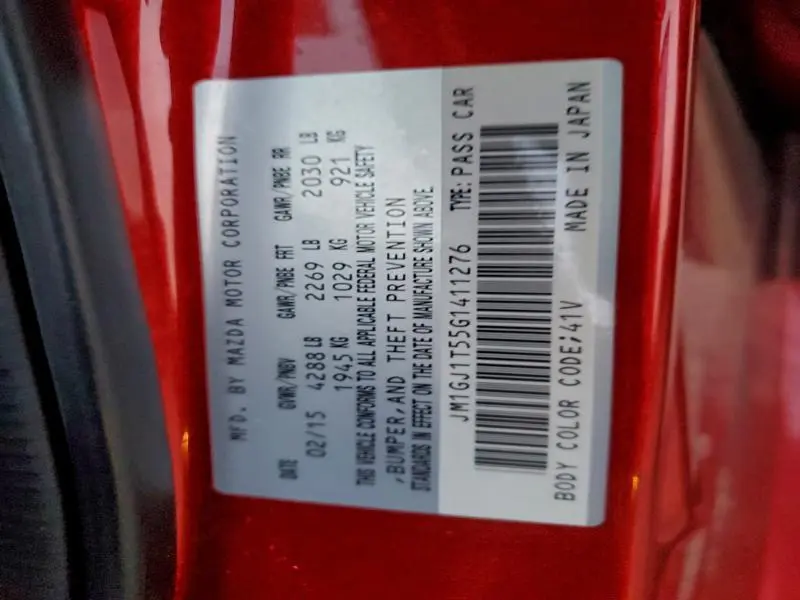 MFD. BY MAZDA MOTOR CORPORATION
DATE GVWR/PNBV GAWR/PNBE FRT GAWR/PNBE RR
02/15 4288 LB 2269 LB 2030 LB
1945 KG 1029 KG 921 KG
THIS VEHICLE CONFORMS TO ALL APPLICABLE FEDERAL MOTOR VEHICLE SAFETY
,BUMPER,AND THEFT PREVENTION
STANDARDS IN EFFECT ON THE DATE OF MANUFACTURE SHOWN ABOVE.
JM1GJ1T55G1411276 TYPE:PASS CAR
BODY COLOR CODE;41V MADE IN JAPAN